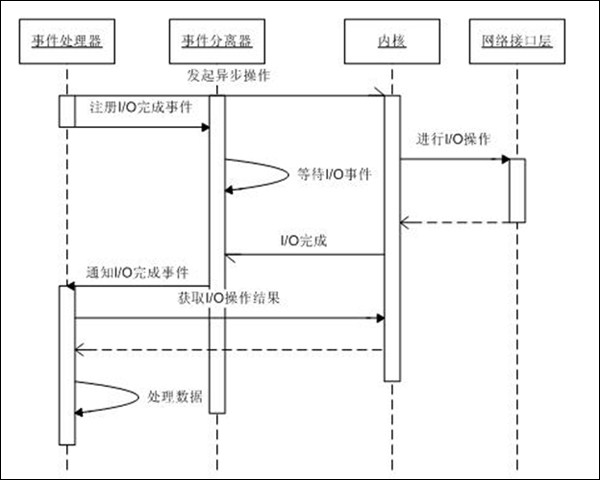 事件处理器
事件分离器
内核
网络接口层
发起异步操作
注册I/O完成事件
进行I/O操作
等待I/O事件
I/O完成
通知I/O完成事件
获取I/O操作结果
处理数据